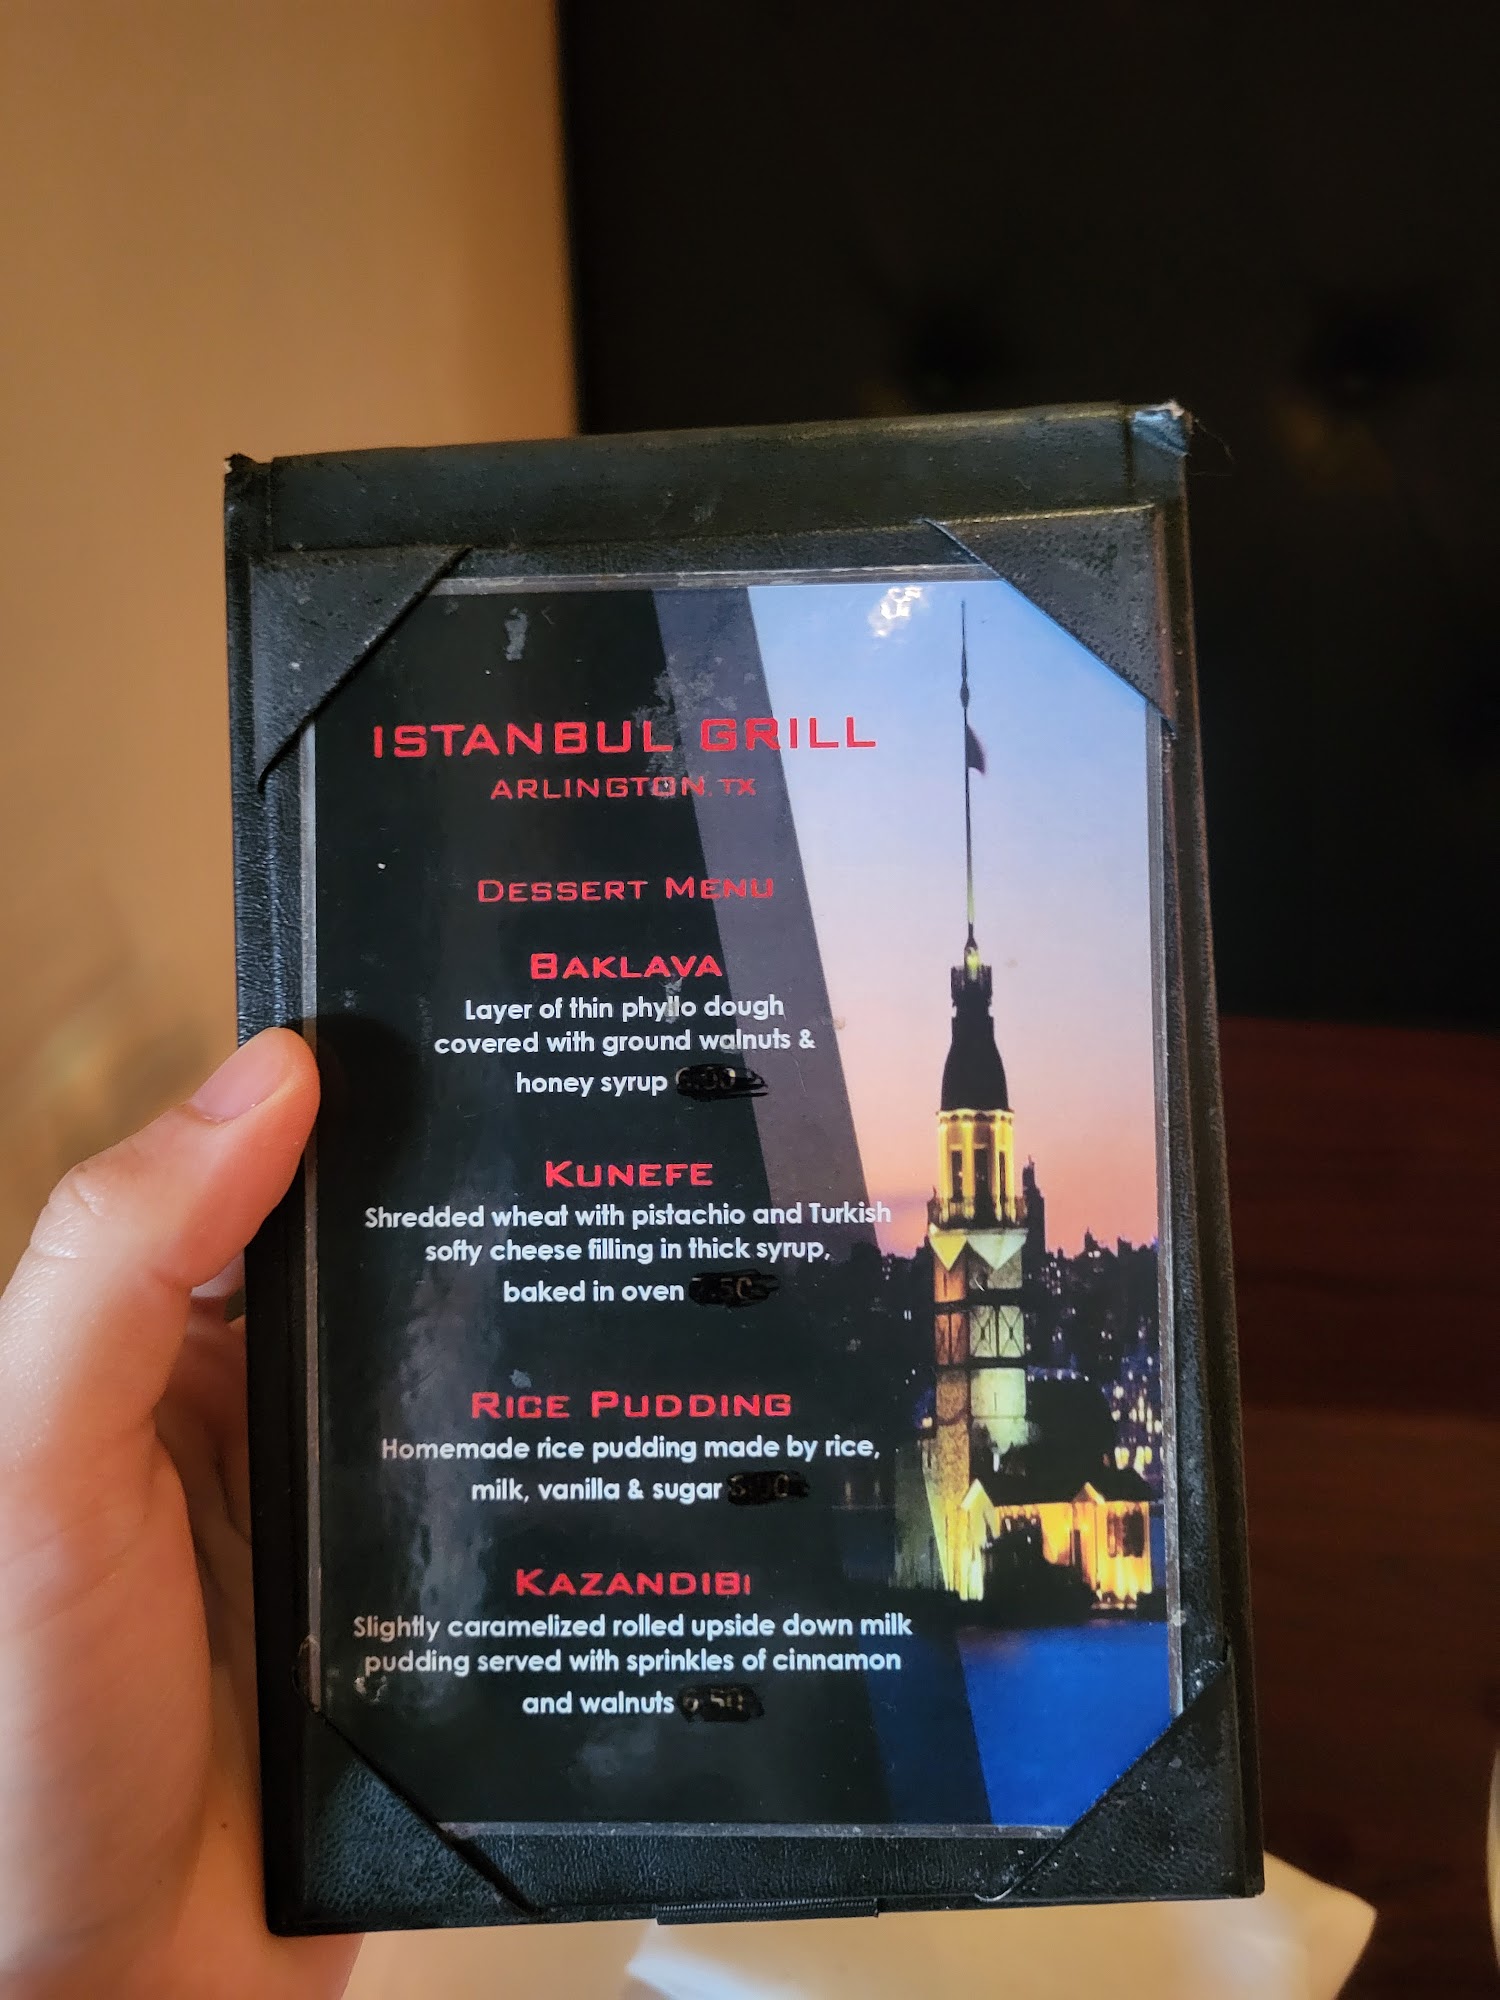 ISTANBUL GRILL
ARLINGTON, TX
DESSERT MENU
BAKLAVA
Layer of thin phyllo dough
covered with ground walnuts &
honey syrup
KUNEFE
Shredded wheat with pistachio and Turkish
softy cheese filling in thick syrup,
baked in oven
RICE PUDDING
Homemade rice pudding made by rice,
milk, vanilla & sugar
KAZANDIBI
Slightly caramelized rolled upside down milk
pudding served with sprinkles of cinnamon
and walnuts